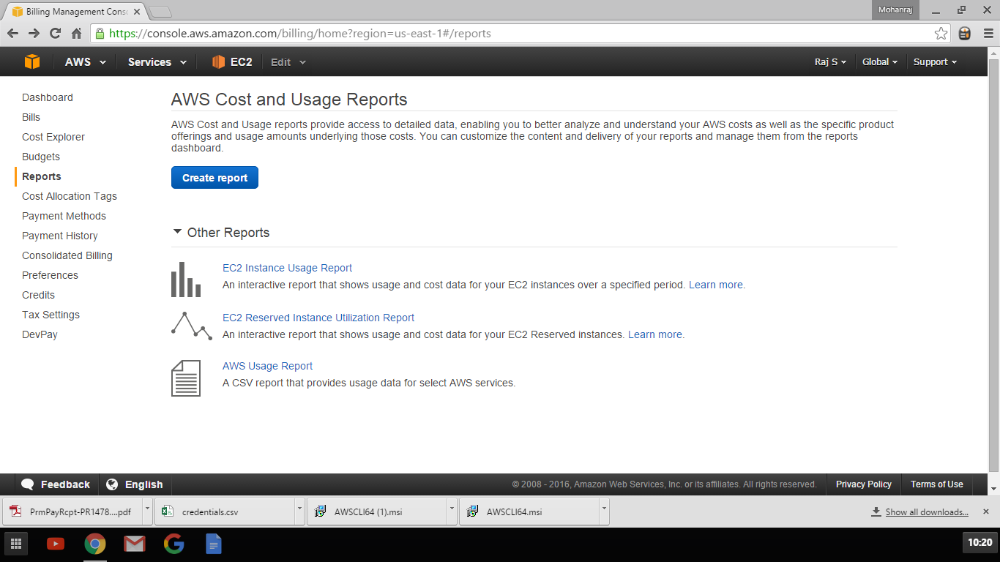 Billing Management Conso
Mohanraj
https://console.aws.amazon.com/billing/home?region=us-east-1#/reports
AWS Services EC2 Edit Raj S Global Support
Dashboard
Bills
Cost Explorer
Budgets
Reports
Cost Allocation Tags
Payment Methods
Payment History
Consolidated Billing
Preferences
Credits
Tax Settings
DevPay
AWS Cost and Usage Reports
AWS Cost and Usage reports provide access to detailed data, enabling you to better analyze and understand your AWS costs as well as the specific product
offerings and usage amounts underlying those costs. You can customize the content and delivery of your reports and manage them from the reports
dashboard.
Create report
Other Reports
EC2 Instance Usage Report
An interactive report that shows usage and cost data for your EC2 instances over a specified period. Learn more.
EC2 Reserved Instance Utilization Report
An interactive report that shows usage and cost data for your EC2 Reserved instances. Learn more.
AWS Usage Report
A CSV report that provides usage data for select AWS services.
Feedback English © 2008 - 2016, Amazon Web Services, Inc. or its affiliates. All rights reserved. Privacy Policy Terms of Use
PrmPayRcpt-PR1478....pdf credentials.csv AWSCLI64 (1).msi AWSCLI64.msi Show all downloads...
10:20